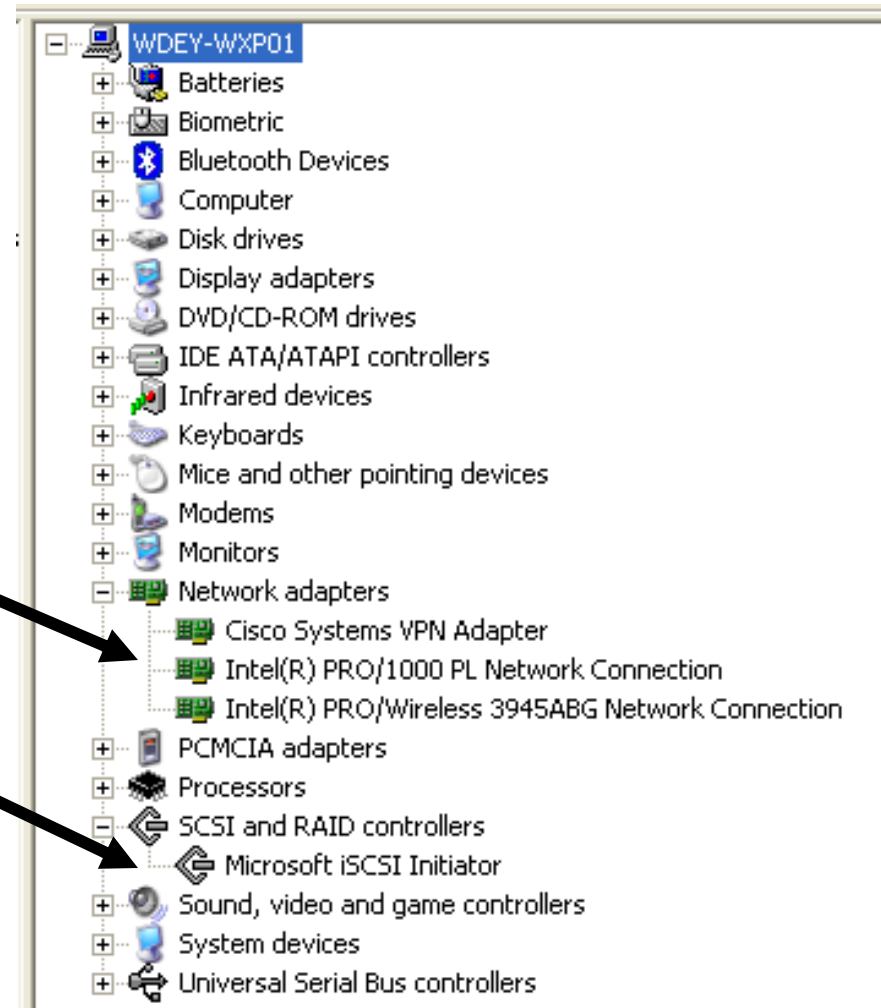 WDEY-WXP01
Batteries
Biometric
Bluetooth Devices
Computer
Disk drives
Display adapters
DVD/CD-ROM drives
IDE ATA/ATAPI controllers
Infrared devices
Keyboards
Mice and other pointing devices
Modems
Monitors
Network adapters
Cisco Systems VPN Adapter
Intel(R) PRO/1000 PL Network Connection
Intel(R) PRO/Wireless 3945ABG Network Connection
PCMCIA adapters
Processors
SCSI and RAID controllers
Microsoft iSCSI Initiator
Sound, video and game controllers
System devices
Universal Serial Bus controllers